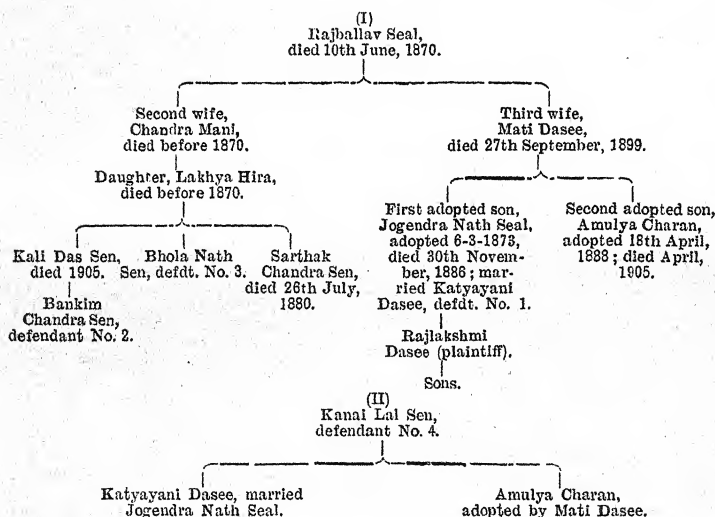 (I)
Rajballav Seal,
died 10th June, 1870.
Second wife,
Chandra Mani,
died before 1870.
Daughter, Lakhya Hira,
died before 1870.
Kali Das Sen,
died 1905.
Bankim
Chandra Sen,
defendant No. 2.
Bhola Nath
Sen, defdt. No. 3.
Sarthak
Chandra Sen,
died 26th July,
1880.
Third wife,
Mati Dasee,
died 27th September, 1899.
First adopted son,
Jogendra Nath Seal,
adopted 6-3-1873,
died 30th Novem-
ber, 1886; mar-
ried Katyayani
Dasee, defdt. No. 1.
Rajlakshmi
Dasee (plaintiff).
Sons.
Second adopted son,
Amulya Charan,
adopted 18th April,
1888; died April,
1905.
(II)
Kanai Lal Sen,
defendant No. 4.
Katyayani Dasee, married
Jogendra Nath Seal.
Amulya Charan,
adopted by Mati Dasee.